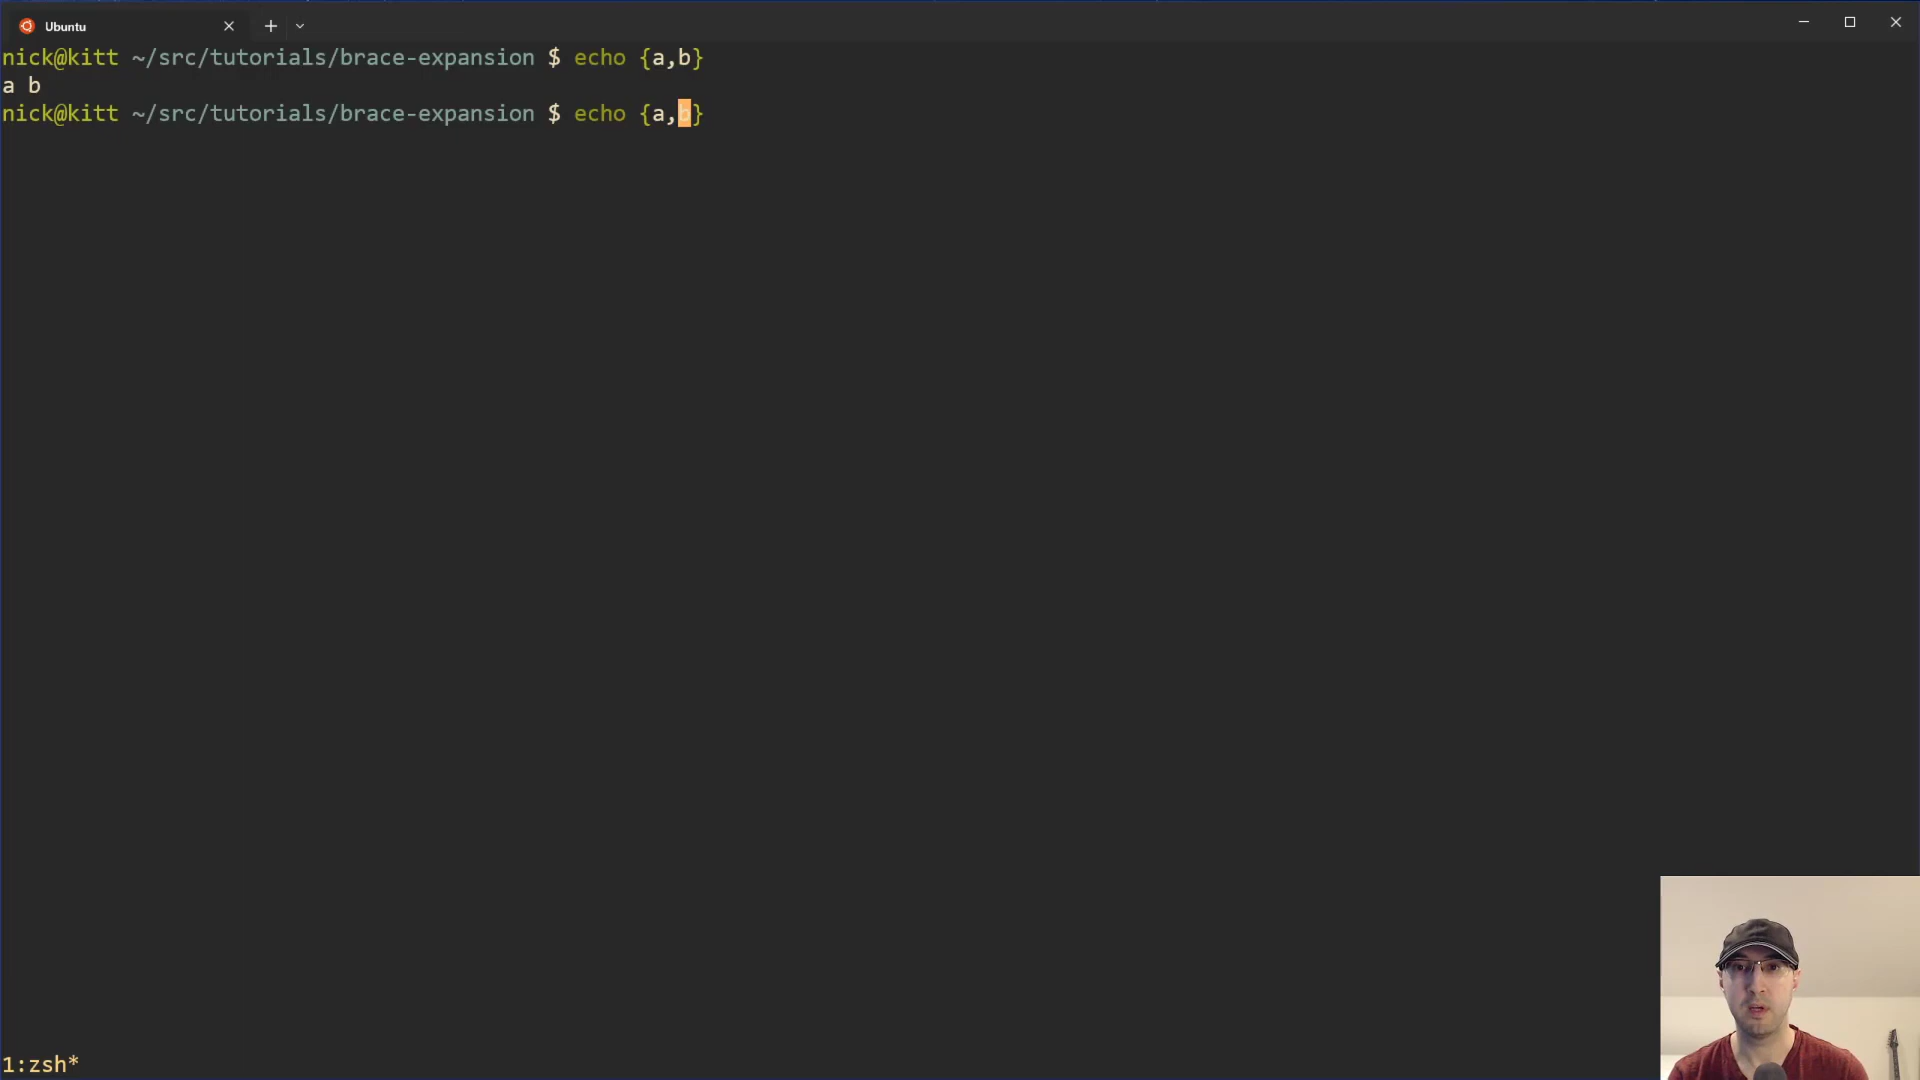 Ubuntu
nick@kitt ~/src/tutorials/brace-expansion $ echo {a,b}
a b
nick@kitt ~/src/tutorials/brace-expansion $ echo {a,b}
1:zsh*